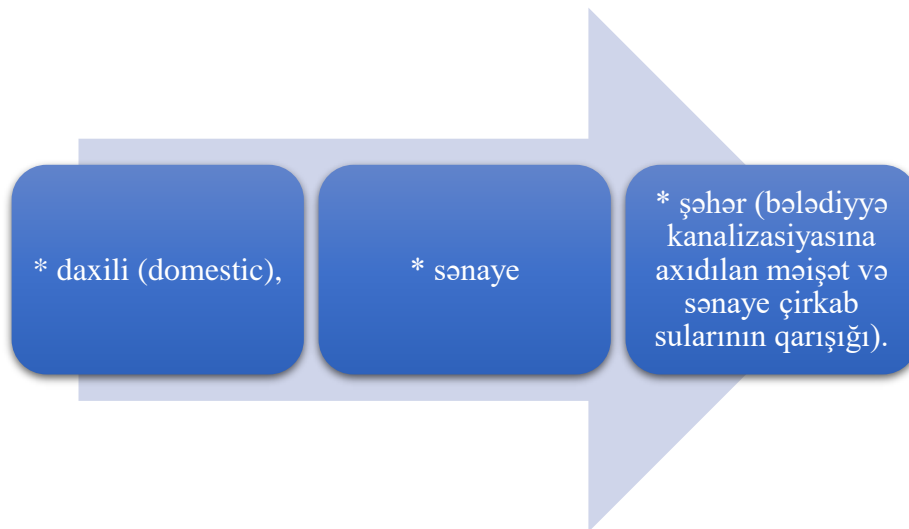 * daxili (domestic),
* sənaye
* şəhər (bələdiyyə
kanalizasiyasına
axıdılan məişət və
sənaye çirkab
sularının qarışığı).